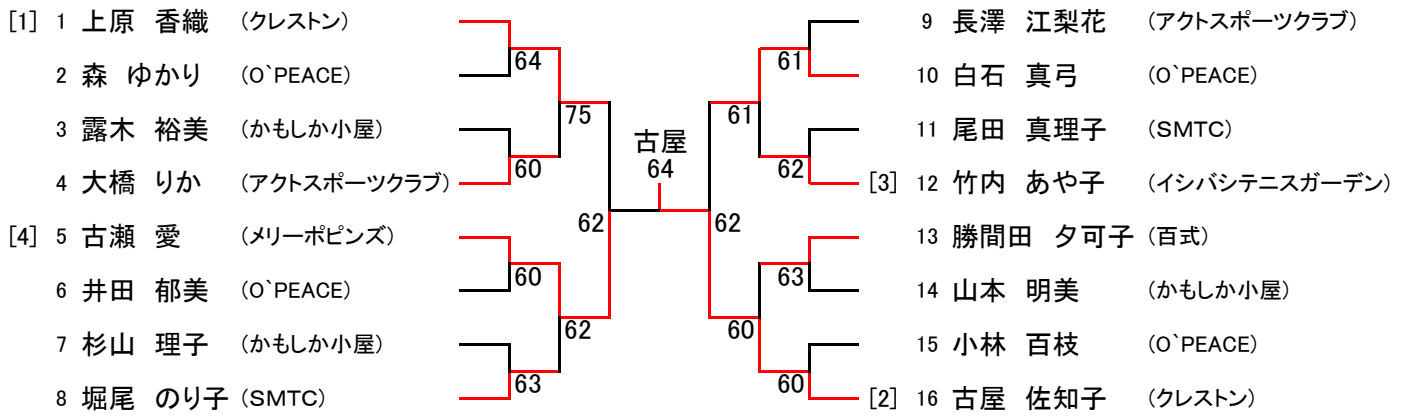 [1] 1 上原 香織 (クレストン)
2 森 ゆかり (O`PEACE)
3 露木 裕美 (かもしか小屋)
4 大橋 りか (アクトスポーツクラブ)
[4] 5 古瀬 愛 (メリーポピンズ)
6 井田 郁美 (O`PEACE)
7 杉山 理子 (かもしか小屋)
8 堀尾 のり子 (SMTC)
64
60
60
63
75
62
62
古屋
64
62
61
60
61
62
63
60
9 長澤 江梨花 (アクトスポーツクラブ)
10 白石 真弓 (O`PEACE)
11 尾田 真理子 (SMTC)
[3] 12 竹内 あや子 (イシバシテニスガーデン)
13 勝間田 夕可子 (百式)
14 山本 明美 (かもしか小屋)
15 小林 百枝 (O`PEACE)
[2] 16 古屋 佐知子 (クレストン)